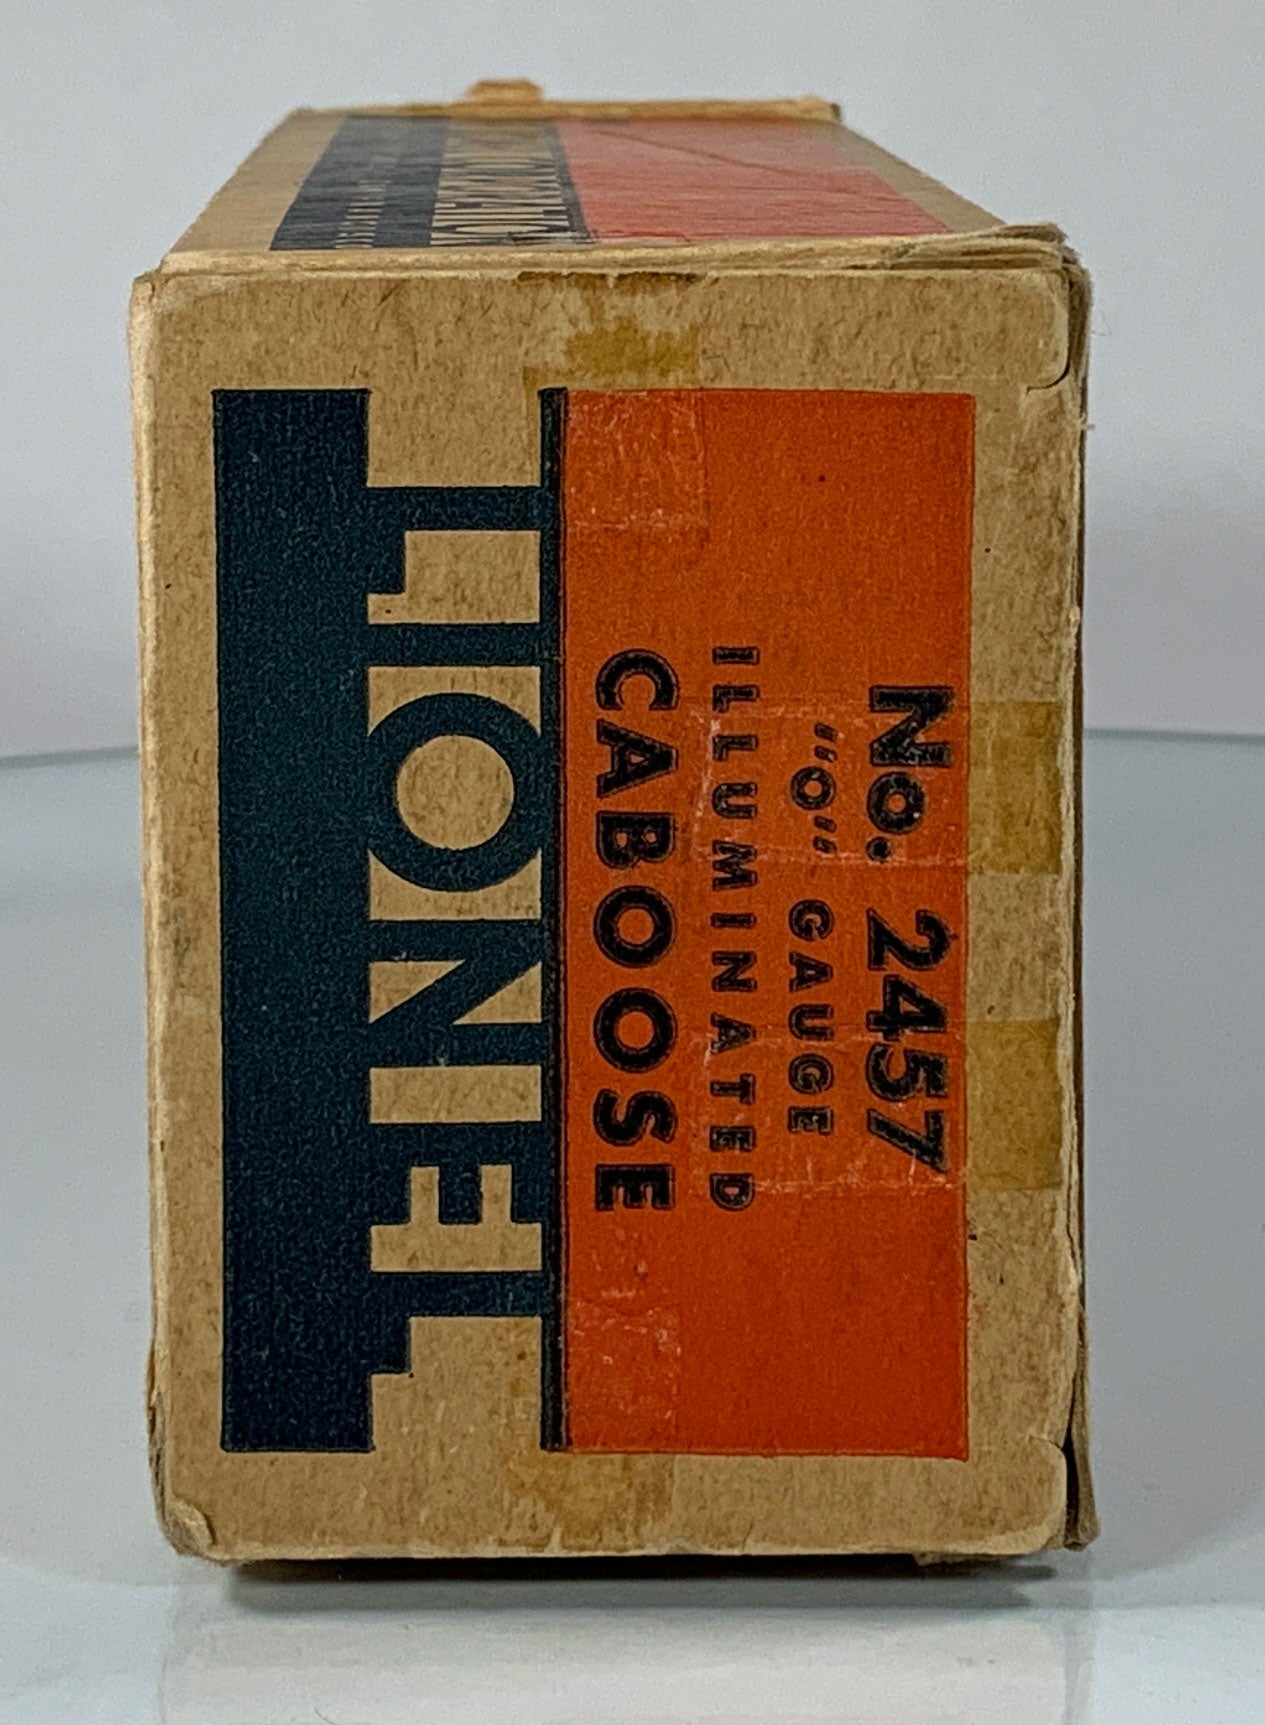 No. 2457
"O" GAUGE
ILLUMINATED
CABOOSE
LIONEL